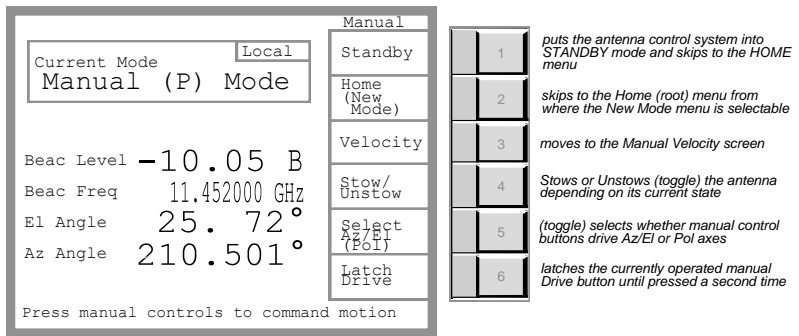 Manual
Local
Current Mode
Manual (P) Mode
Beac Level -10.05 B
Beac Freq 11.452000 GHz
El Angle 25. 72°
Az Angle 210.501°
Press manual controls to command motion
Standby
Home
(New
Mode)
Velocity
Stow/
Unstow
Select
Az/El
(Pol)
Latch
Drive
1
puts the antenna control system into
STANDBY mode and skips to the HOME
menu
2
skips to the Home (root) menu from
where the New Mode menu is selectable
3
moves to the Manual Velocity screen
4
Stows or Unstows (toggle) the antenna
depending on its current state
5
(toggle) selects whether manual control
buttons drive Az/El or Pol axes
6
latches the currently operated manual
Drive button until pressed a second time